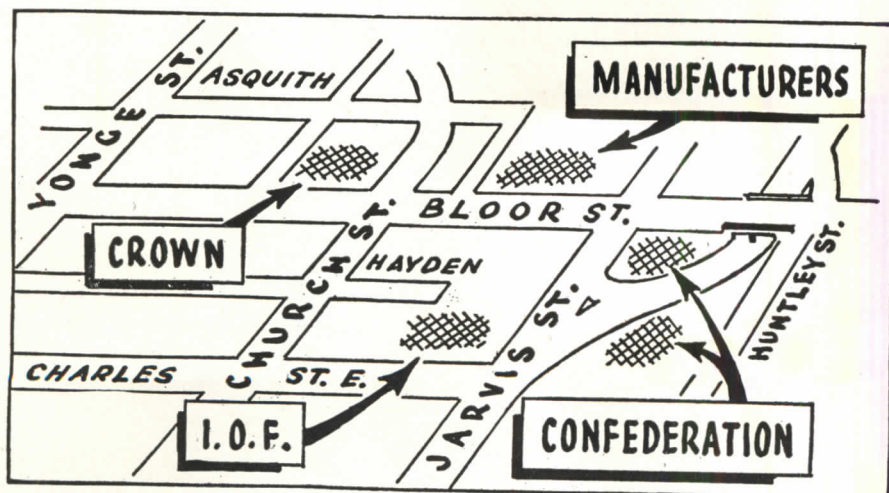 YONGE ST.
ASQUITH
MANUFACTURERS
CROWN
BLOOR ST.
CHURCH ST.
HAYDEN
JARVIS ST.
HUNTLEY ST.
CHARLES ST. E.
I.O.F.
CONFEDERATION